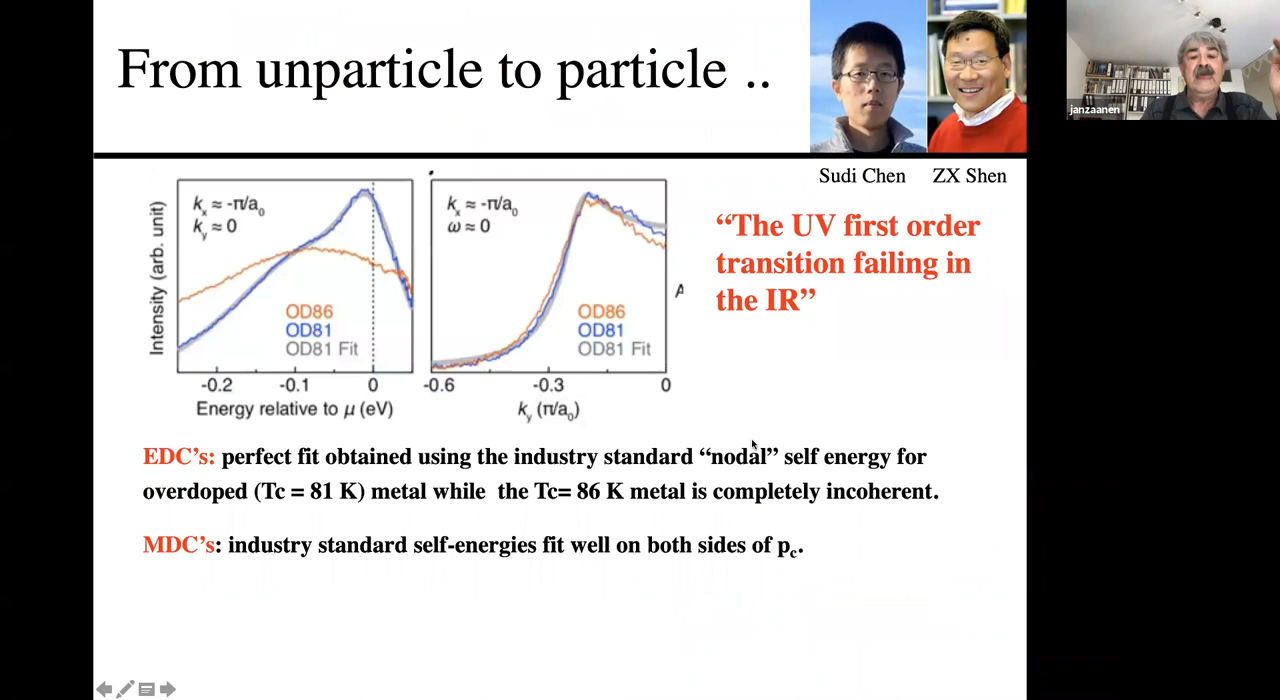 From unparticle to particle ..
janzaanen
Sudi Chen ZX Shen
kx ≈ -π/a0
ky ≈ 0
Intensity (arb. unit)
OD86
OD81
OD81 Fit
-0.2 -0.1 0
Energy relative to μ (eV)
kx ≈ -π/a0
ω ≈ 0
OD86
OD81
OD81 Fit
-0.6 -0.3 0
ky (π/a0)
A
“The UV first order
transition failing in
the IR”
EDC’s: perfect fit obtained using the industry standard “nodal” self energy for
overdoped (Tc = 81 K) metal while the Tc= 86 K metal is completely incoherent.
MDC’s: industry standard self-energies fit well on both sides of pc.